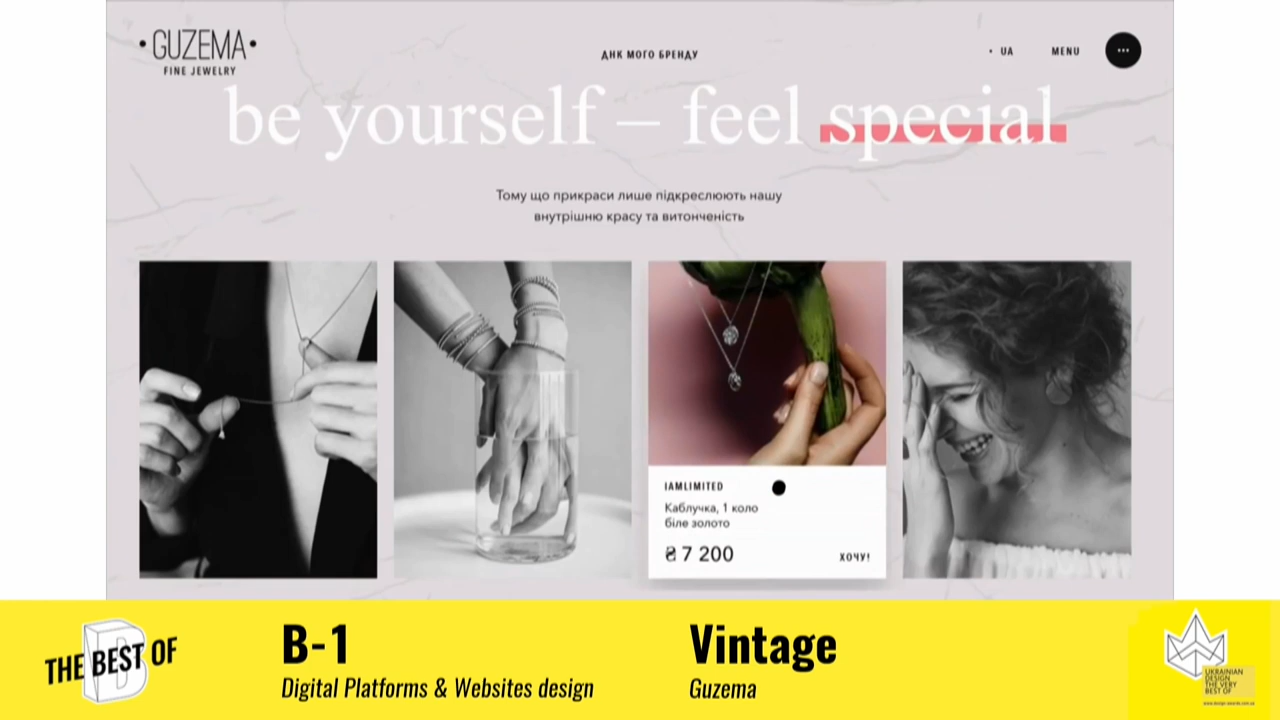 • GUZEMA •
FINE JEWELRY
ДНК МОГО БРЕНДУ
• UA
MENU
be yourself – feel special
Тому що прикраси лише підкреслюють нашу
внутрішню красу та витонченість
IAMLIMITED
Каблучка, 1 коло
біле золото
₴ 7 200
ХОЧУ!
THE BEST OF
B-1
Digital Platforms & Websites design
Vintage
Guzema
UKRAINIAN
DESIGN
THE VERY
BEST OF